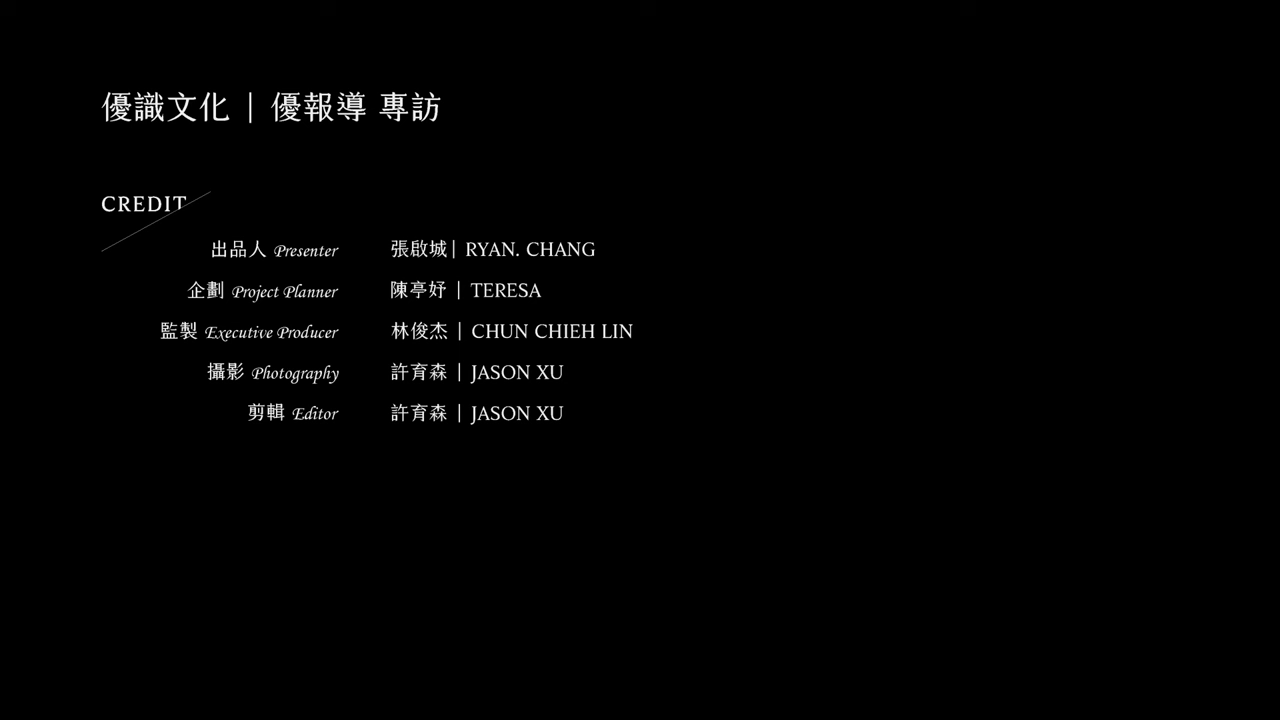 優識文化 | 優報導 專訪
CREDIT
出品人 Presenter 張啟城| RYAN. CHANG
企劃 Project Planner 陳亭妤 | TERESA
監製 Executive Producer 林俊杰 | CHUN CHIEH LIN
攝影 Photography 許育森 | JASON XU
剪輯 Editor 許育森 | JASON XU